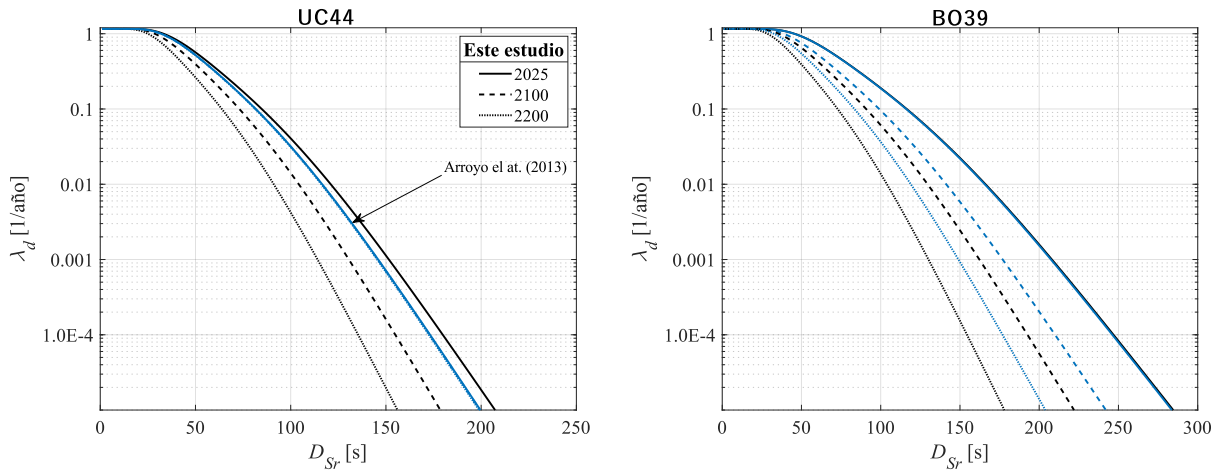 UC44
1
0.1
0.01
0.001
1.0E-4
λd [1/año]
0 50 100 150 200 250
DSr [s]
Este estudio
2025
2100
2200
Arroyo el at. (2013)
BO39
1
0.1
0.01
0.001
1.0E-4
λd [1/año]
0 50 100 150 200 250 300
DSr [s]